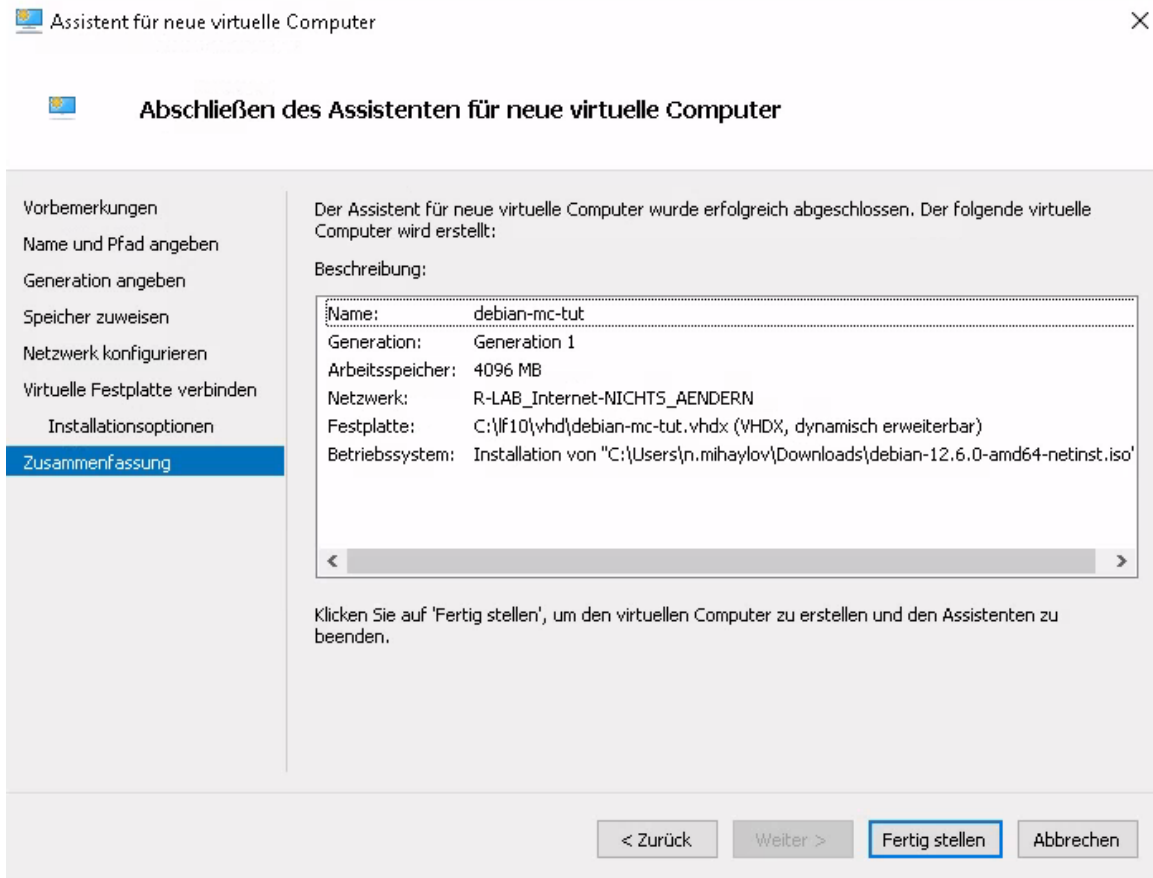 Assistent für neue virtuelle Computer
Abschließen des Assistenten für neue virtuelle Computer
Vorbemerkungen
Name und Pfad angeben
Generation angeben
Speicher zuweisen
Netzwerk konfigurieren
Virtuelle Festplatte verbinden
Installationsoptionen
Zusammenfassung
Der Assistent für neue virtuelle Computer wurde erfolgreich abgeschlossen. Der folgende virtuelle
Computer wird erstellt:
Beschreibung:
Name: debian-mc-tut
Generation: Generation 1
Arbeitsspeicher: 4096 MB
Netzwerk: R-LAB_Internet-NICHTS_AENDERN
Festplatte: C:\lf10\vhd\debian-mc-tut.vhdx (VHDX, dynamisch erweiterbar)
Betriebssystem: Installation von "C:\Users\n.mihaylov\Downloads\debian-12.6.0-amd64-netinst.iso"
Klicken Sie auf 'Fertig stellen', um den virtuellen Computer zu erstellen und den Assistenten zu
beenden.
< Zurück Weiter > Fertig stellen Abbrechen